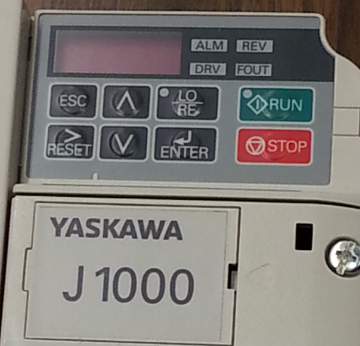 ALM REV
DRV FOUT
ESC LO RE RUN
> RESET ENTER STOP
YASKAWA
J1000